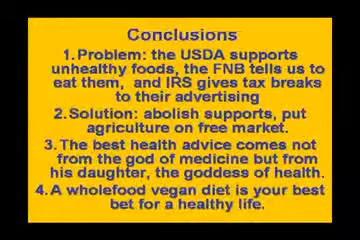 Conclusions
1. Problem: the USDA supports
unhealthy foods, the FNB tells us to
eat them, and IRS gives tax breaks
to their advertising
2. Solution: abolish supports, put
agriculture on free market.
3. The best health advice comes not
from the god of medicine but from
his daughter, the goddess of health.
4. A wholefood vegan diet is your best
bet for a healthy life.